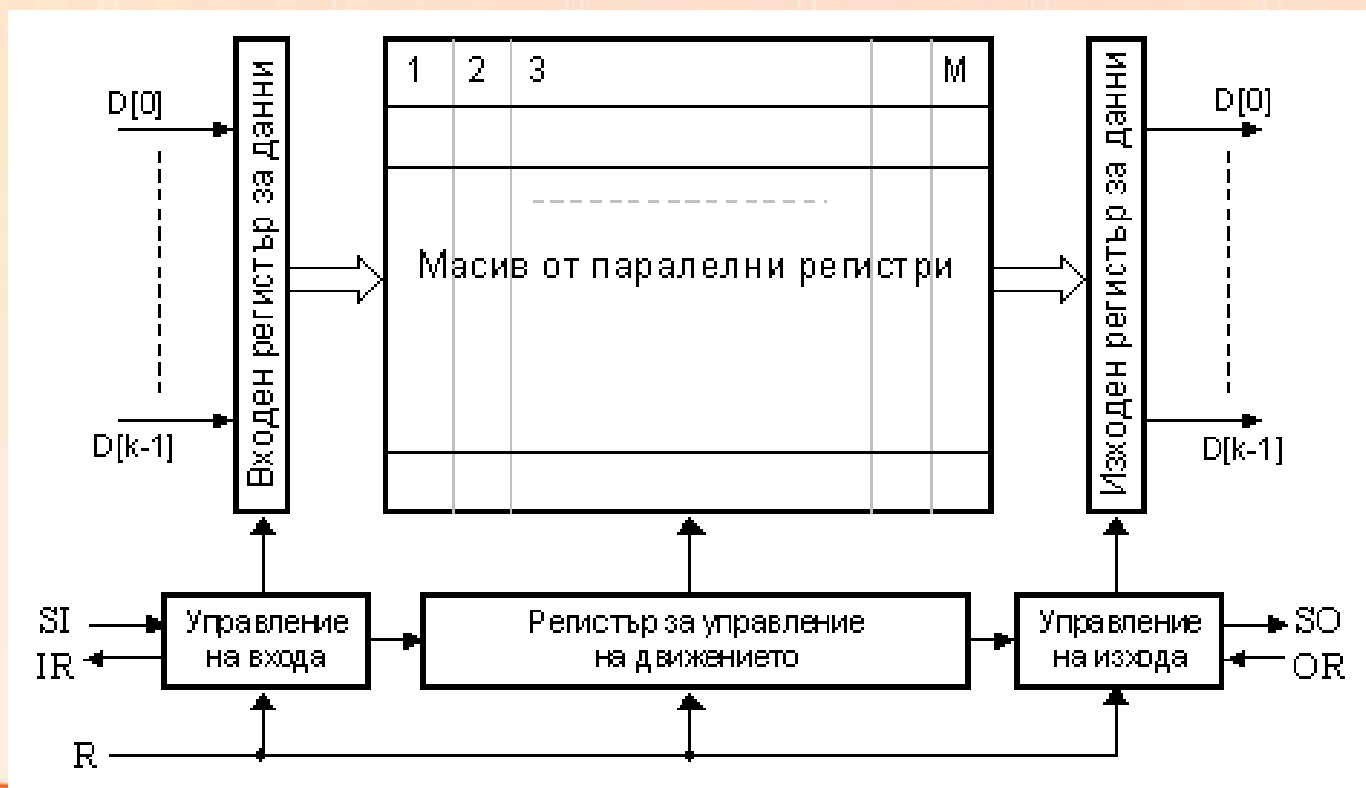 1 2 3 M
D[0]
D[k-1]
Входен регистър за данни
Масив от паралелни регистри
Изходен регистър за данни
D[0]
D[k-1]
SI
IR
Управление
на входа
Регистър за управление
на движението
Управление
на изхода
SO
OR
R